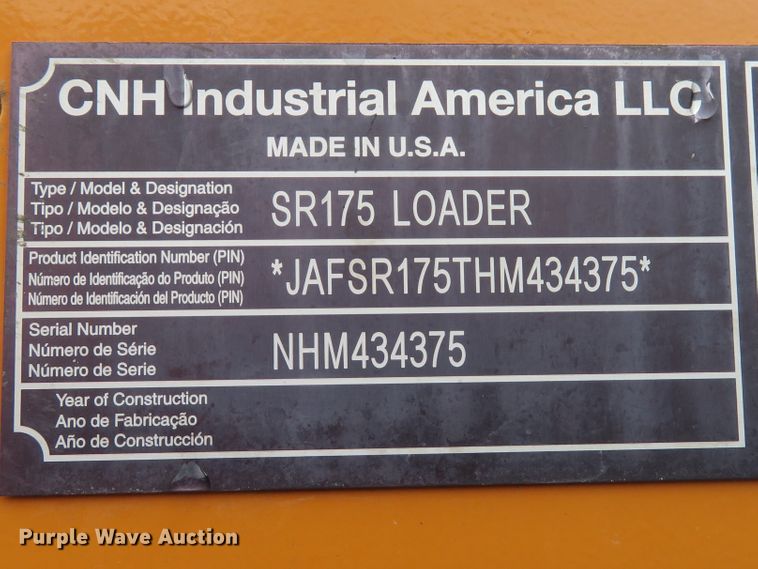 CNH Industrial America LLC
MADE IN U.S.A.
Type / Model & Designation
Tipo / Modelo & Designação
Tipo / Modelo & Designación
SR175 LOADER
Product Identification Number (PIN)
Número de Identificação do Produto (PIN)
Número de Identificación del Producto (PIN)
*JAFSR175THM434375*
Serial Number
Número de Série
Número de Serie
NHM434375
Year of Construction
Ano de Fabricação
Año de Construcción
Purple Wave Auction